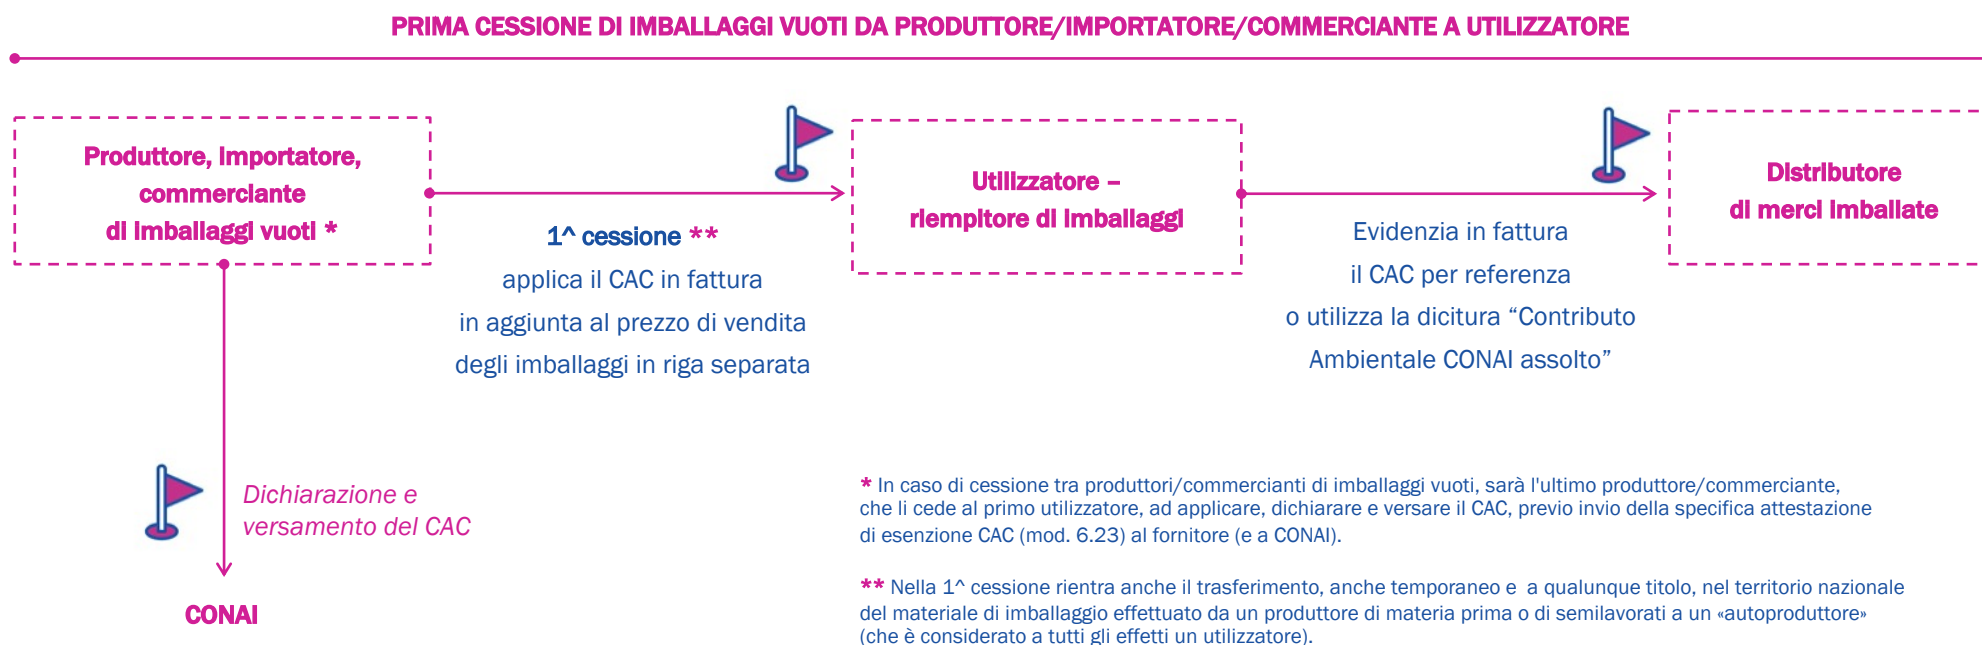 PRIMA CESSIONE DI IMBALLAGGI VUOTI DA PRODUTTORE/IMPORTATORE/COMMERCIANTE A UTILIZZATORE
Produttore, importatore,
commerciante
di imballaggi vuoti *
1^ cessione **
applica il CAC in fattura
in aggiunta al prezzo di vendita
degli imballaggi in riga separata
Utilizzatore –
riempitore di imballaggi
Evidenzia in fattura
il CAC per referenza
o utilizza la dicitura “Contributo
Ambientale CONAI assolto”
Distributore
di merci imballate
Dichiarazione e
versamento del CAC
CONAI
* In caso di cessione tra produttori/commercianti di imballaggi vuoti, sarà l'ultimo produttore/commerciante,
che li cede al primo utilizzatore, ad applicare, dichiarare e versare il CAC, previo invio della specifica attestazione
di esenzione CAC (mod. 6.23) al fornitore (e a CONAI).
** Nella 1^ cessione rientra anche il trasferimento, anche temporaneo e a qualunque titolo, nel territorio nazionale
del materiale di imballaggio effettuato da un produttore di materia prima o di semilavorati a un «autoproduttore»
(che è considerato a tutti gli effetti un utilizzatore).